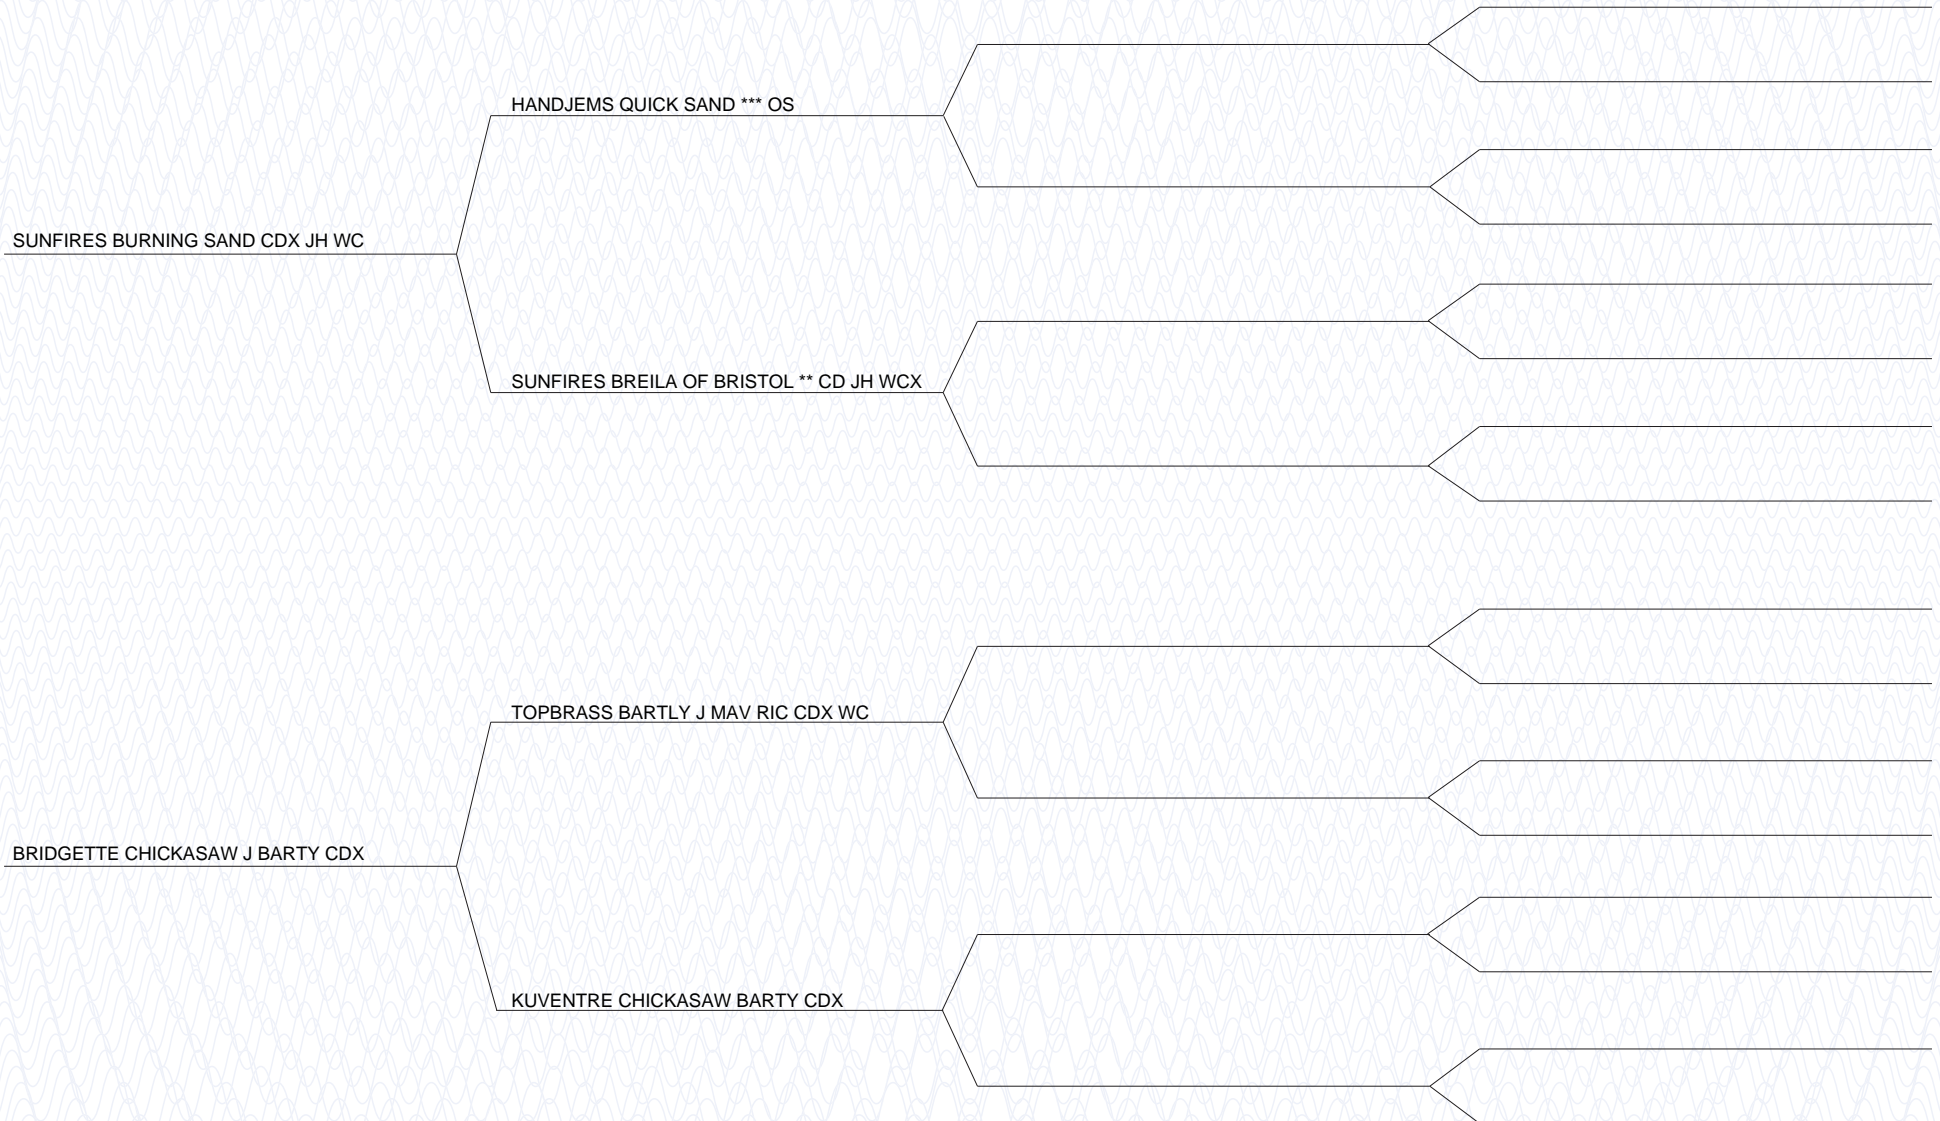 HANDJEMS QUICK SAND *** OS
SUNFIRES BURNING SAND CDX JH WC
SUNFIRES BREILA OF BRISTOL ** CD JH WCX
TOPBRASS BARTLY J MAV RIC CDX WC
BRIDGETTE CHICKASAW J BARTY CDX
KUVENTRE CHICKASAW BARTY CDX